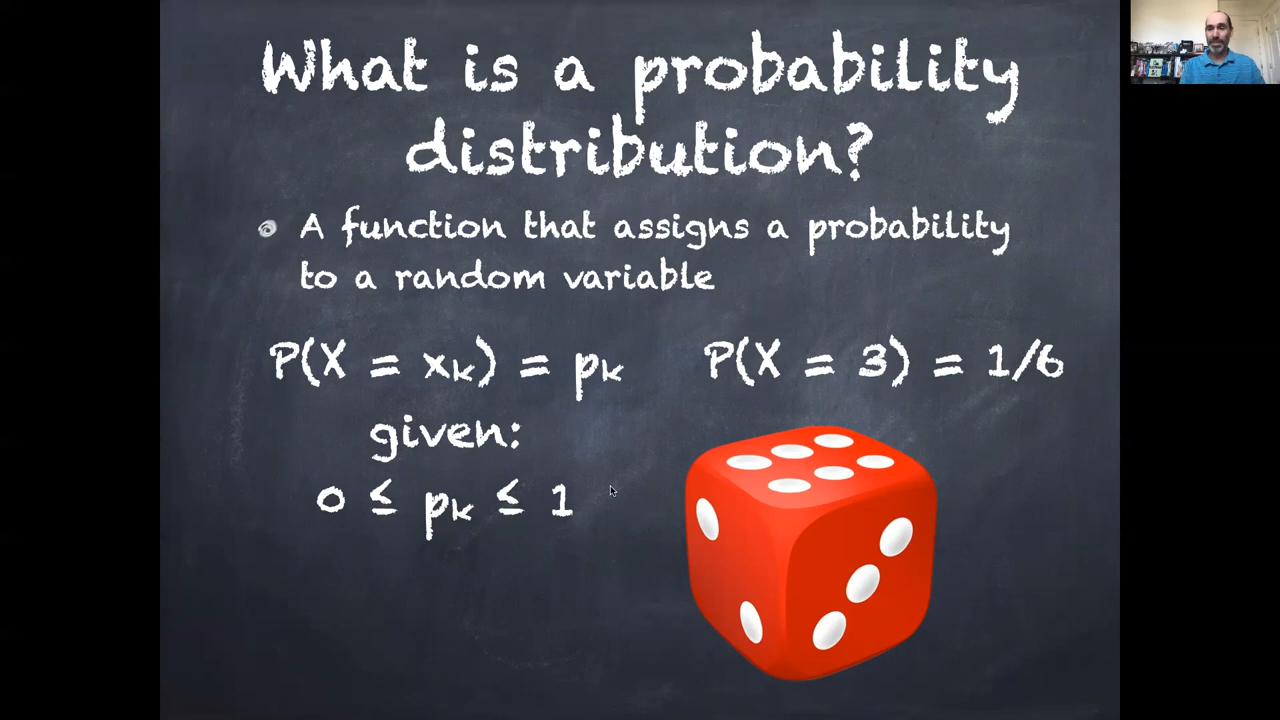 What is a probability
distribution?
A function that assigns a probability
to a random variable
P(X = xₖ) = pₖ
P(X = 3) = 1/6
given:
0 ≤ pₖ ≤ 1